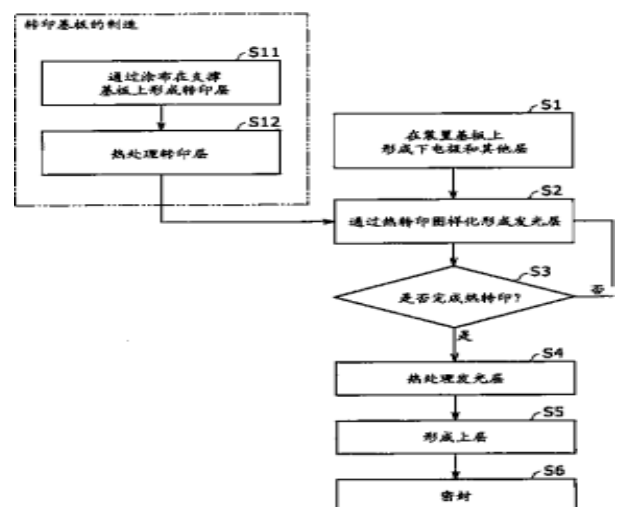 转印基板的制造
S11
通过涂布在支撑
基板上形成转印层
S12
热处理转印层
S1
在装置基板上
形成下电极和其他层
S2
通过热转印图样化形成发光层
S3
是否完成热转印?
否
是
S4
热处理发光层
S5
形成上层
S6
密封